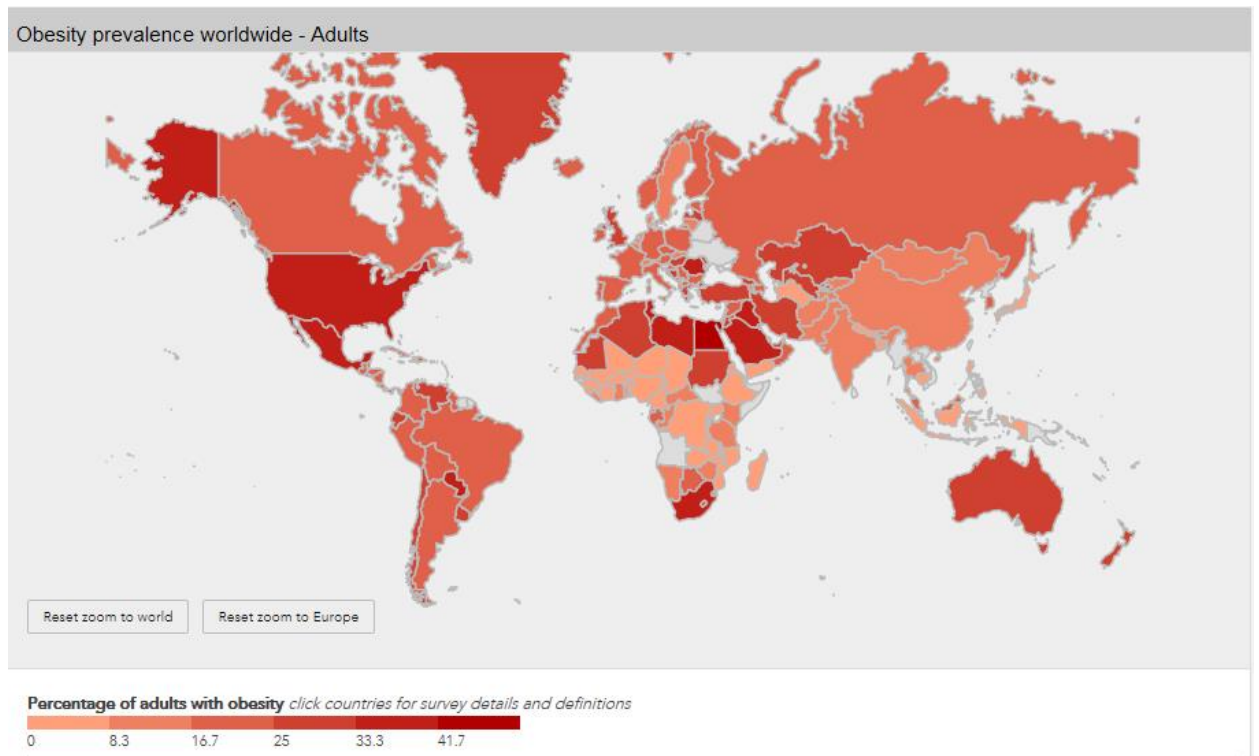 Obesity prevalence worldwide - Adults
Reset zoom to world
Reset zoom to Europe
Percentage of adults with obesity click countries for survey details and definitions
0 8.3 16.7 25 33.3 41.7